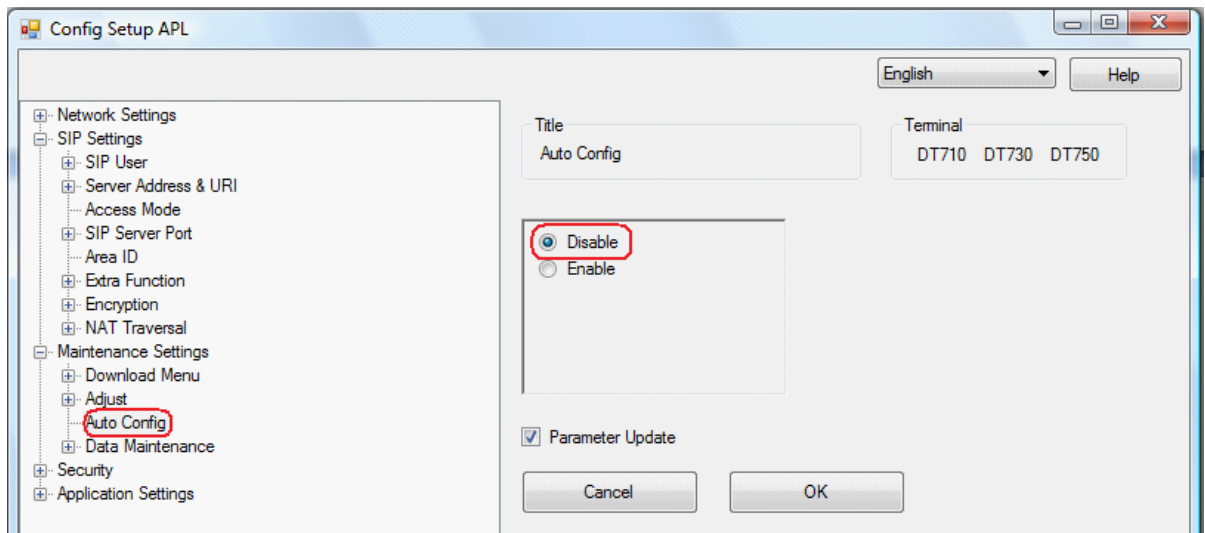 Config Setup APL
English
Help
Network Settings
SIP Settings
SIP User
Server Address & URI
Access Mode
SIP Server Port
Area ID
Extra Function
Encryption
NAT Traversal
Maintenance Settings
Download Menu
Adjust
Auto Config
Data Maintenance
Security
Application Settings
Title
Auto Config
Terminal
DT710 DT730 DT750
Disable
Enable
Parameter Update
Cancel
OK